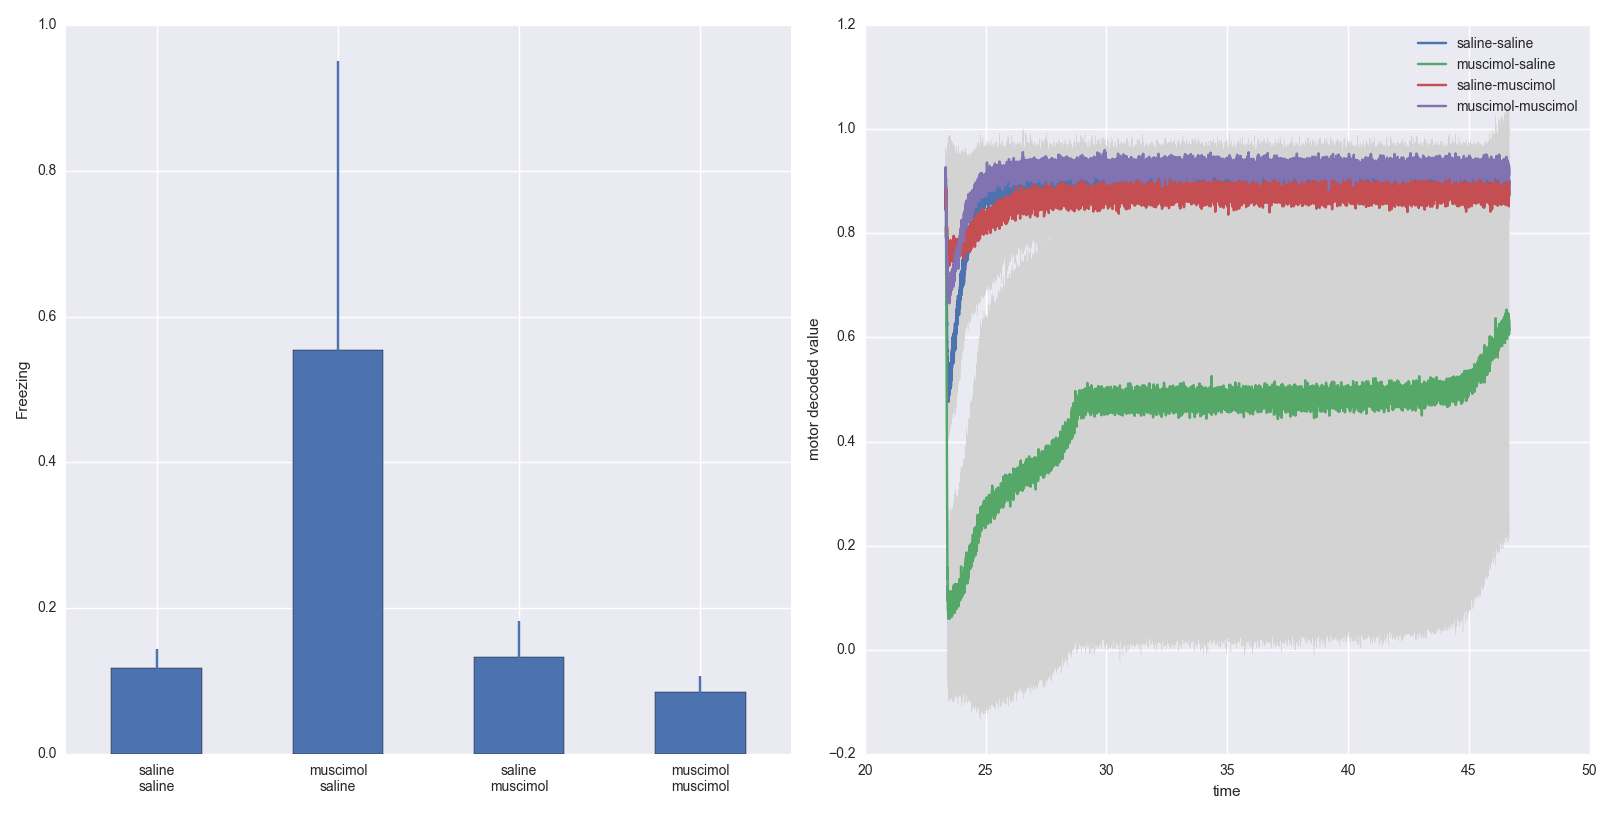 1.0
0.8
0.6
0.4
0.2
0.0
Freezing
saline
saline
muscimol
saline
saline
muscimol
muscimol
muscimol
1.2
1.0
0.8
0.6
0.4
0.2
0.0
−0.2
motor decoded value
saline-saline
muscimol-saline
saline-muscimol
muscimol-muscimol
20 25 30 35 40 45 50
time